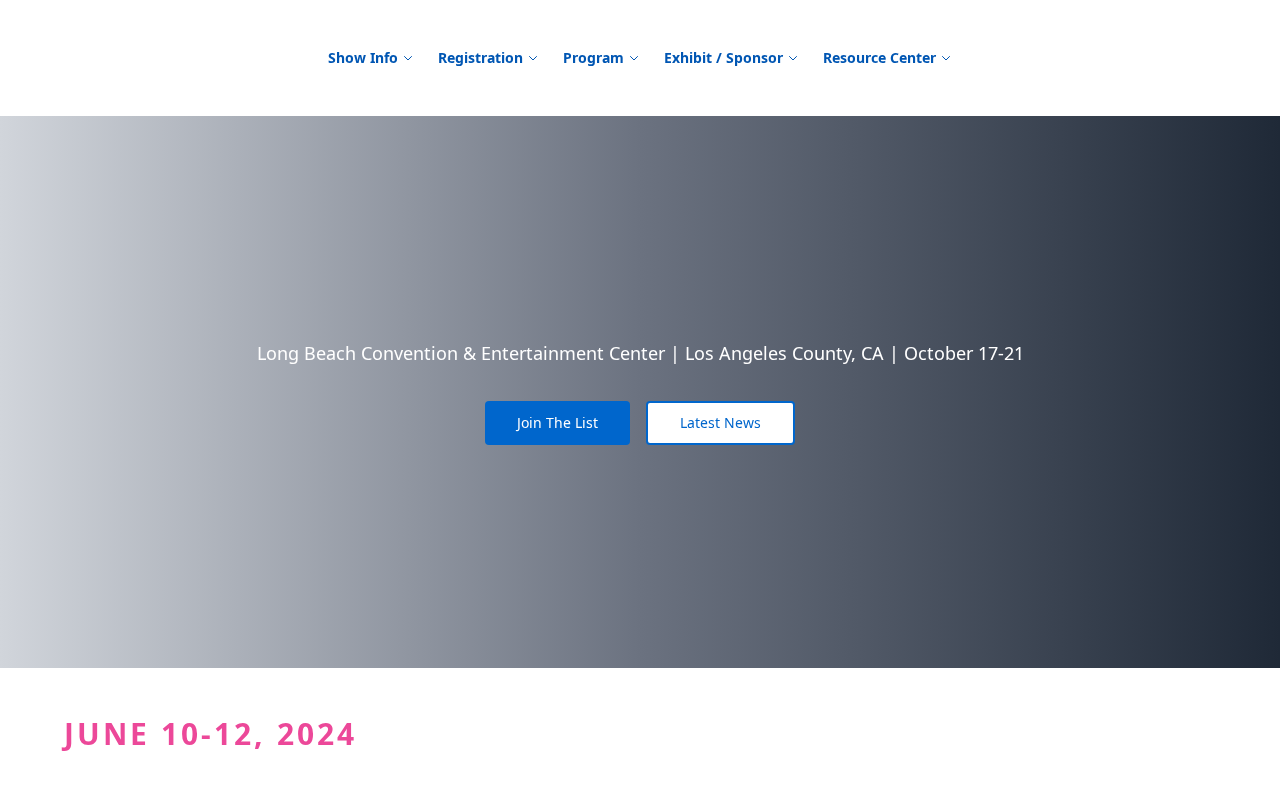 Show Info Registration Program Exhibit / Sponsor Resource Center
Long Beach Convention & Entertainment Center | Los Angeles County, CA | October 17-21
Join The List Latest News
JUNE 10-12, 2024